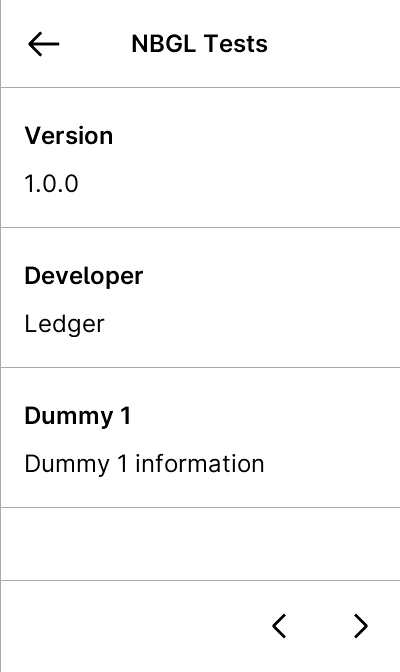 NBGL Tests
Version
1.0.0
Developer
Ledger
Dummy 1
Dummy 1 information